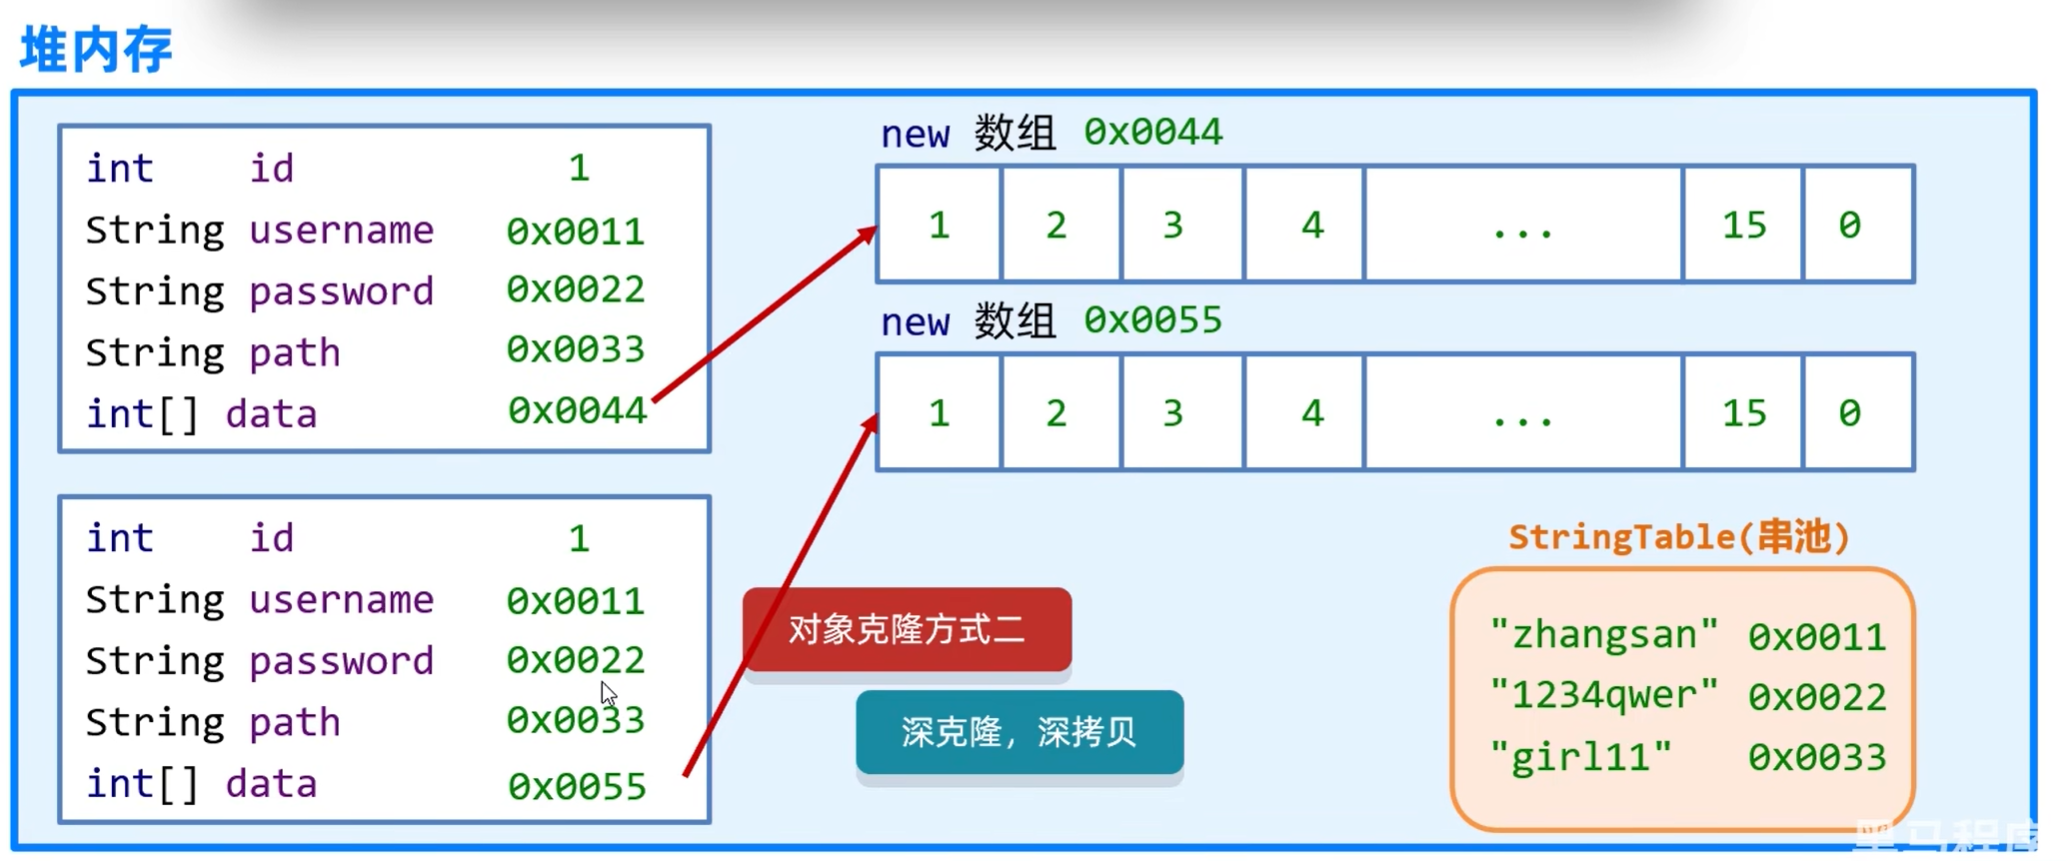 堆内存
int id 1
String username 0x0011
String password 0x0022
String path 0x0033
int[] data 0x0044
new 数组 0x0044
1 2 3 4 ... 15 0
new 数组 0x0055
1 2 3 4 ... 15 0
int id 1
String username 0x0011
String password 0x0022
String path 0x0033
int[] data 0x0055
对象克隆方式二
深克隆，深拷贝
StringTable(串池)
"zhangsan" 0x0011
"1234qwer" 0x0022
"girl11" 0x0033
黑马程序